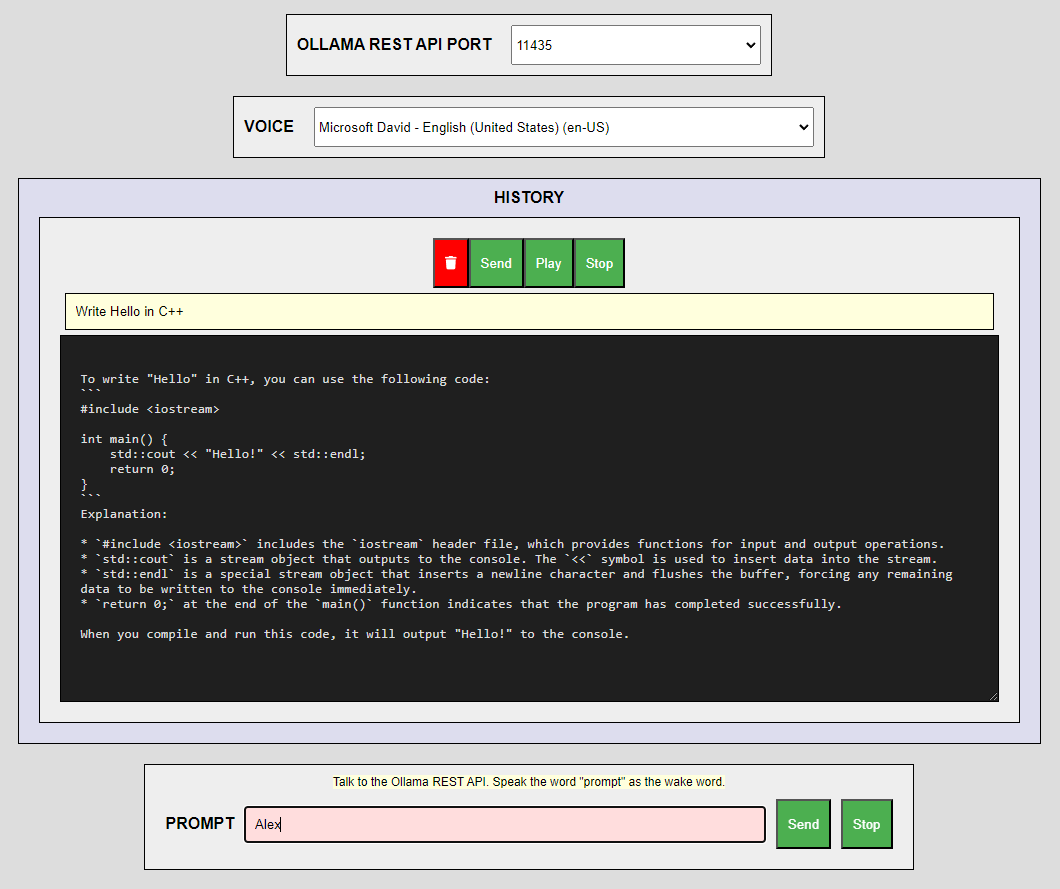 OLLAMA REST API PORT 11435
VOICE Microsoft David - English (United States) (en-US)
HISTORY
Send Play Stop
Write Hello in C++
To write "Hello" in C++, you can use the following code:
```
#include <iostream>

int main() {
    std::cout << "Hello!" << std::endl;
    return 0;
}
```
Explanation:

* `#include <iostream>` includes the `iostream` header file, which provides functions for input and output operations.
* `std::cout` is a stream object that outputs to the console. The `<<` symbol is used to insert data into the stream.
* `std::endl` is a special stream object that inserts a newline character and flushes the buffer, forcing any remaining
data to be written to the console immediately.
* `return 0;` at the end of the `main()` function indicates that the program has completed successfully.

When you compile and run this code, it will output "Hello!" to the console.
Talk to the Ollama REST API. Speak the word "prompt" as the wake word.
PROMPT Alex Send Stop